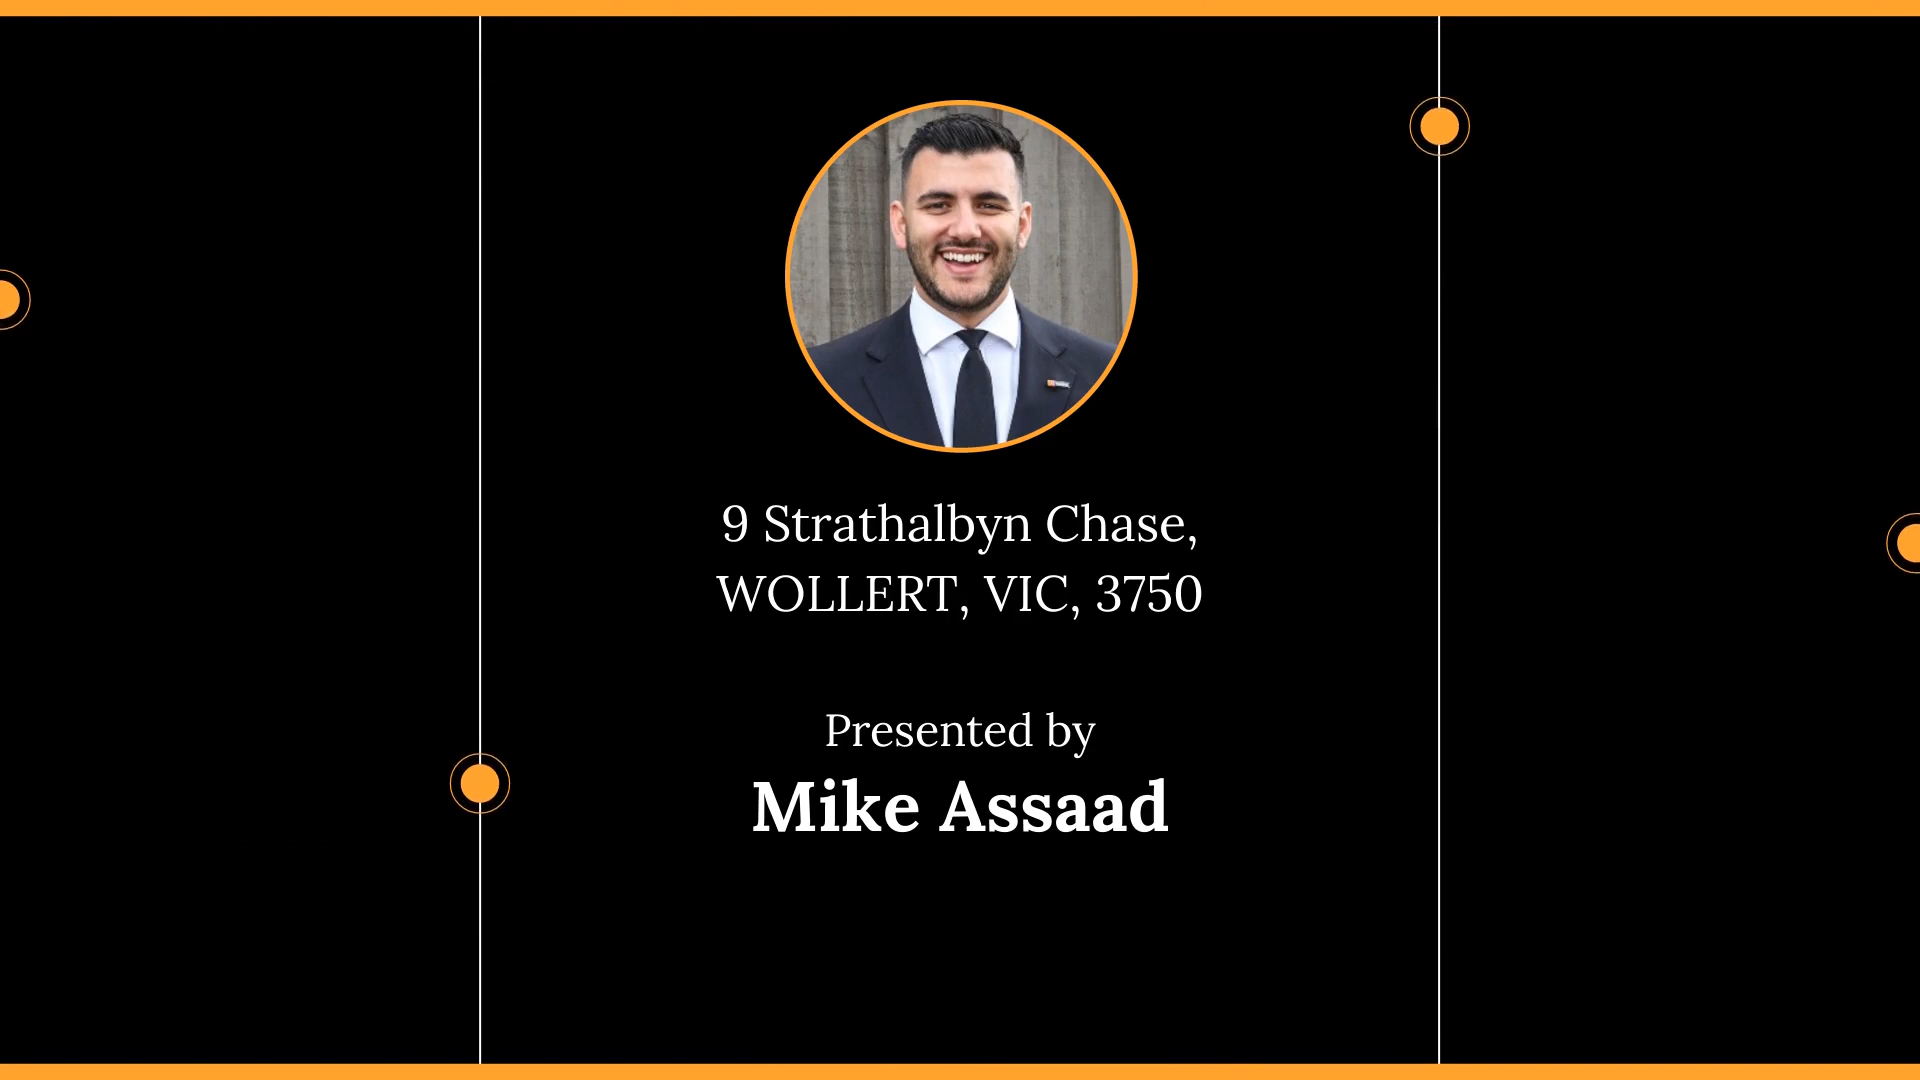 9 Strathalbyn Chase,
WOLLERT, VIC, 3750
Presented by
Mike Assaad